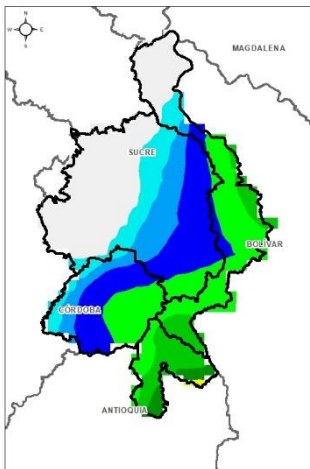 N
W E
S
MAGDALENA
SUCRE
BOLIVAR
CÓRDOBA
ANTIOQUIA